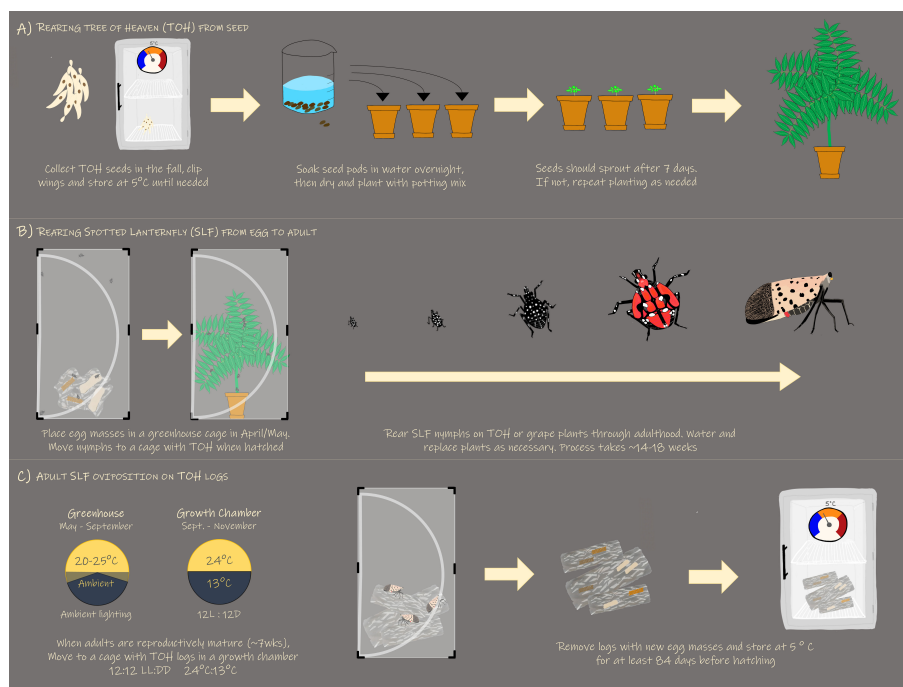 A) Rearing tree of heaven (TOH) from seed
5°C
Collect TOH seeds in the fall, clip
wings and store at 5°C until needed
Soak seed pods in water overnight,
then dry and plant with potting mix
Seeds should sprout after 7 days.
If not, repeat planting as needed
B) Rearing Spotted Lanternfly (SLF) from egg to adult
Place egg masses in a greenhouse cage in April/May.
Move nymphs to a cage with TOH when hatched
Rear SLF nymphs on TOH or grape plants through adulthood. Water and
replace plants as necessary. Process takes ~14-18 weeks
C) Adult SLF oviposition on TOH logs
Greenhouse
May - September
20-25°C
Ambient
Ambient lighting
Growth Chamber
Sept. - November
24°C
13°C
12L : 12D
When adults are reproductively mature (~7wks),
Move to a cage with TOH logs in a growth chamber
12:12 LL:DD 24°C:13°C
5°C
Remove logs with new egg masses and store at 5 ° C
for at least 84 days before hatching